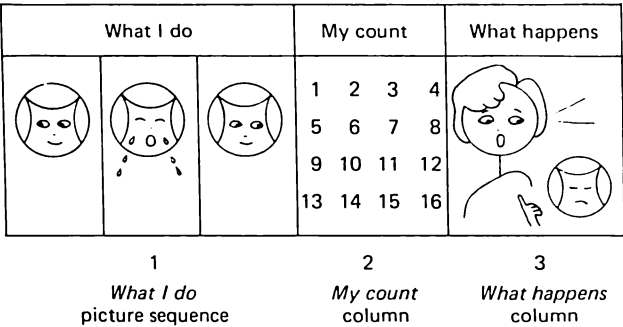 What I do My count What happens
1 2 3 4
5 6 7 8
9 10 11 12
13 14 15 16
1 2 3
What I do My count What happens
picture sequence column column